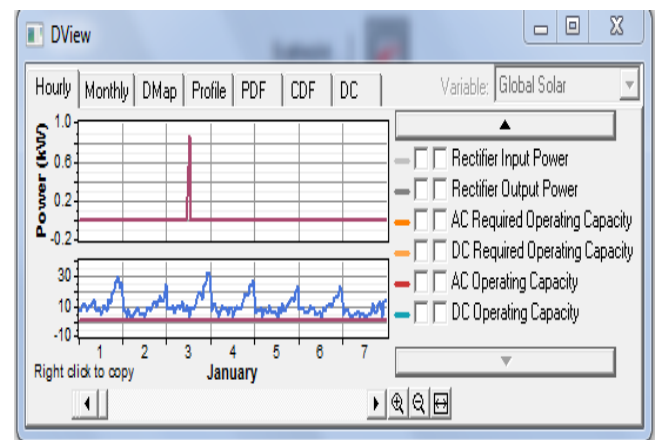 DView
Hourly Monthly DMap Profile PDF CDF DC
Variable: Global Solar
Power (kW)
1.0
0.6
0.2
-0.2
30
10
-10
1 2 3 4 5 6 7
January
Right click to copy
Rectifier Input Power
Rectifier Output Power
AC Required Operating Capacity
DC Required Operating Capacity
AC Operating Capacity
DC Operating Capacity